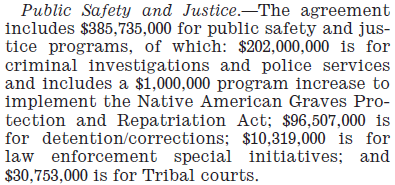 Public Safety and Justice.—The agreement
includes $385,735,000 for public safety and jus-
tice programs, of which: $202,000,000 is for
criminal investigations and police services
and includes a $1,000,000 program increase to
implement the Native American Graves Pro-
tection and Repatriation Act; $96,507,000 is
for detention/corrections; $10,319,000 is for
law enforcement special initiatives; and
$30,753,000 is for Tribal courts.